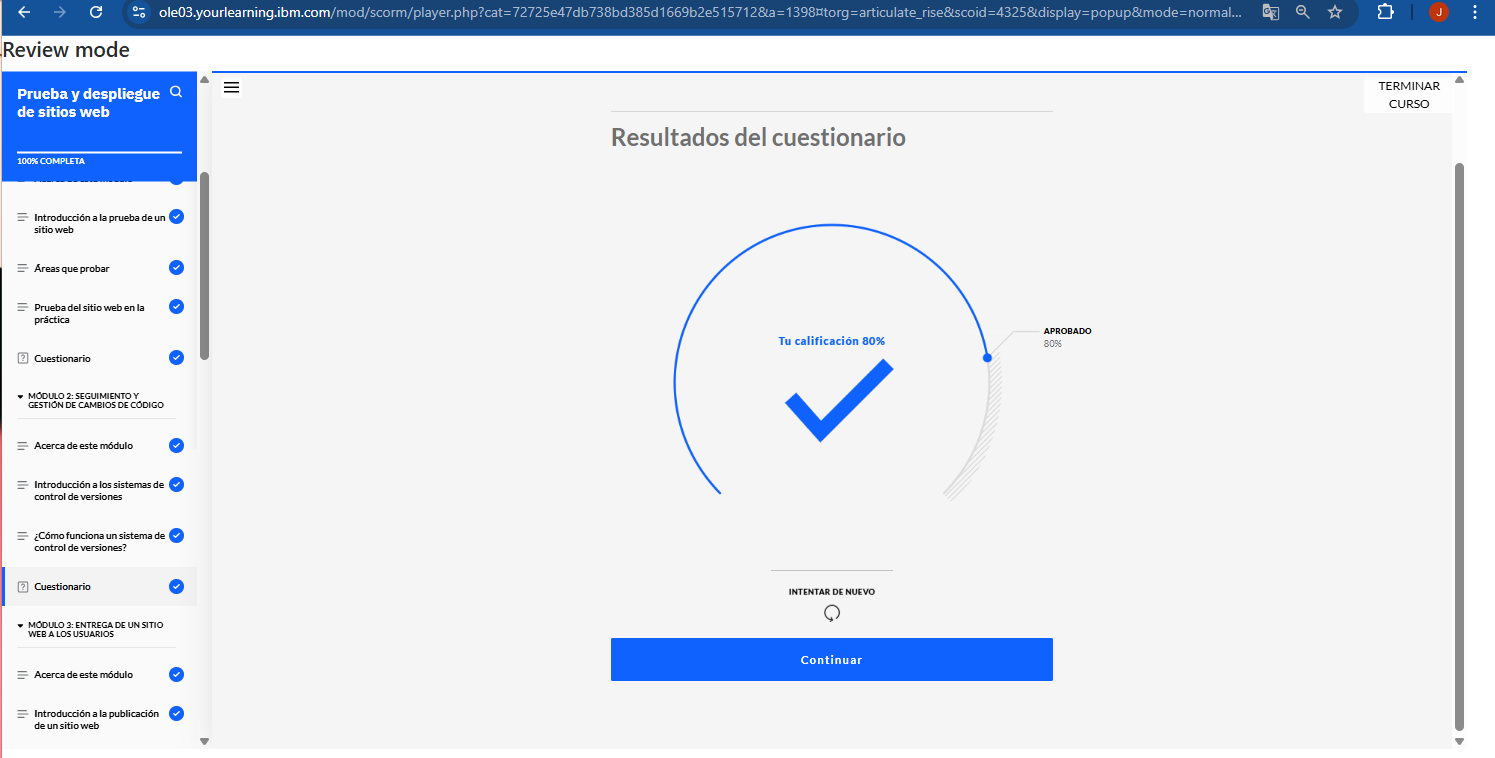 ole03.yourlearning.ibm.com/mod/scorm/player.php?cat=72725e47db738bd385d1669b2e515712&a=1398¤torg=articulate_rise&scoid=4325&display=popup&mode=normal...
J
Review mode
Prueba y despliegue
de sitios web
100% COMPLETA
Introducción a la prueba de un
sitio web
Áreas que probar
Prueba del sitio web en la
práctica
Cuestionario
MÓDULO 2: SEGUIMIENTO Y
GESTIÓN DE CAMBIOS DE CÓDIGO
Acerca de este módulo
Introducción a los sistemas de
control de versiones
¿Cómo funciona un sistema de
control de versiones?
Cuestionario
MÓDULO 3: ENTREGA DE UN SITIO
WEB A LOS USUARIOS
Acerca de este módulo
Introducción a la publicación
de un sitio web
TERMINAR
CURSO
Resultados del cuestionario
Tu calificación 80%
APROBADO
80%
INTENTAR DE NUEVO
Continuar